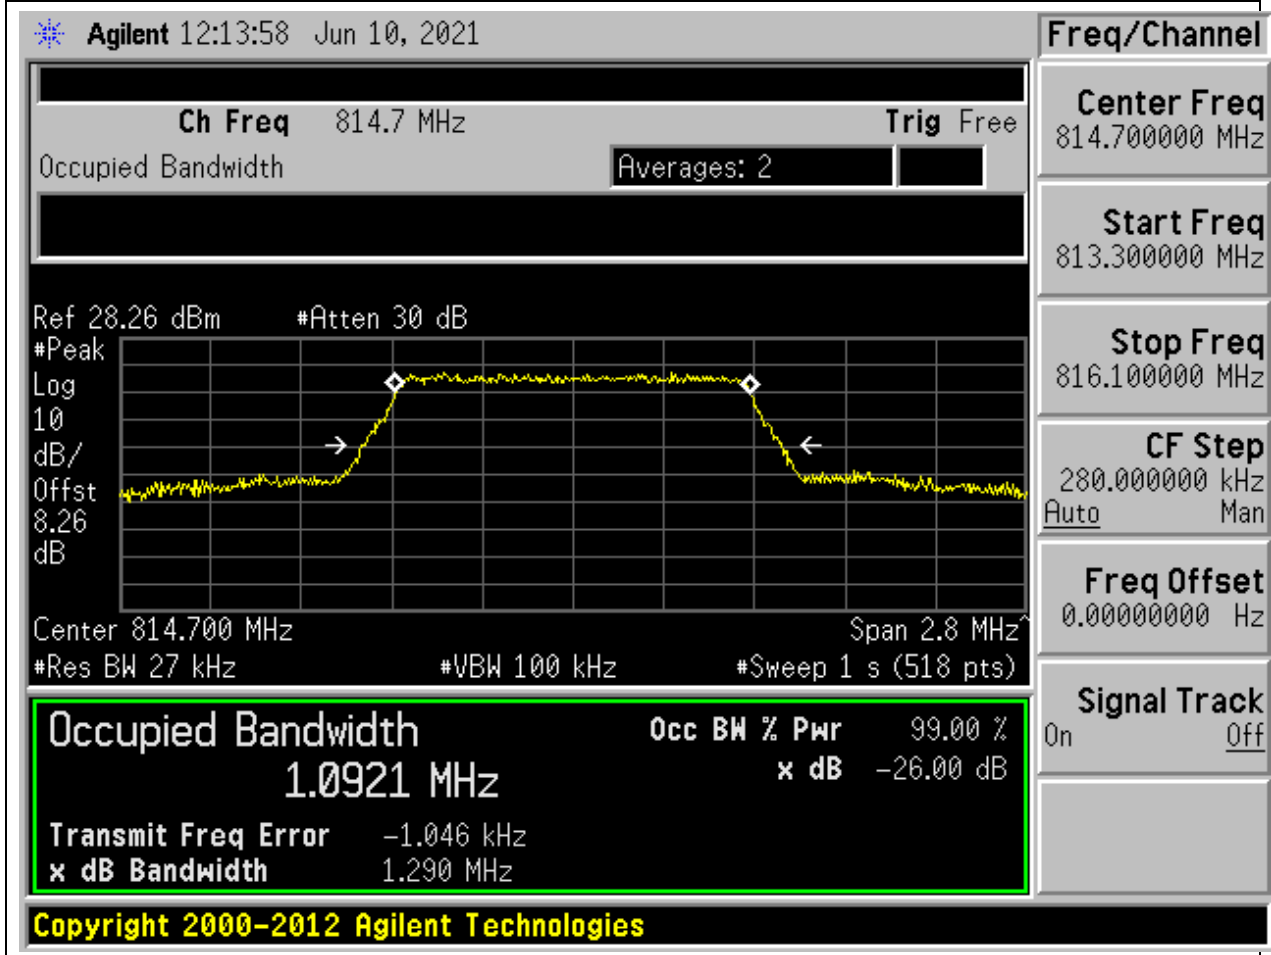 Agilent 12:13:58 Jun 10, 2021
Freq/Channel
Ch Freq 814.7 MHz Trig Free
Occupied Bandwidth Averages: 2
Ref 28.26 dBm #Atten 30 dB
#Peak
Log
10
dB/
Offst
8.26
dB
Center 814.700 MHz Span 2.8 MHz^
#Res BW 27 kHz #VBW 100 kHz #Sweep 1 s (518 pts)
Occupied Bandwidth
1.0921 MHz
Occ BW % Pwr 99.00 %
x dB -26.00 dB
Transmit Freq Error -1.046 kHz
x dB Bandwidth 1.290 MHz
Copyright 2000-2012 Agilent Technologies
Center Freq
814.700000 MHz
Start Freq
813.300000 MHz
Stop Freq
816.100000 MHz
CF Step
280.000000 kHz
Auto Man
Freq Offset
0.00000000 Hz
Signal Track
On Off